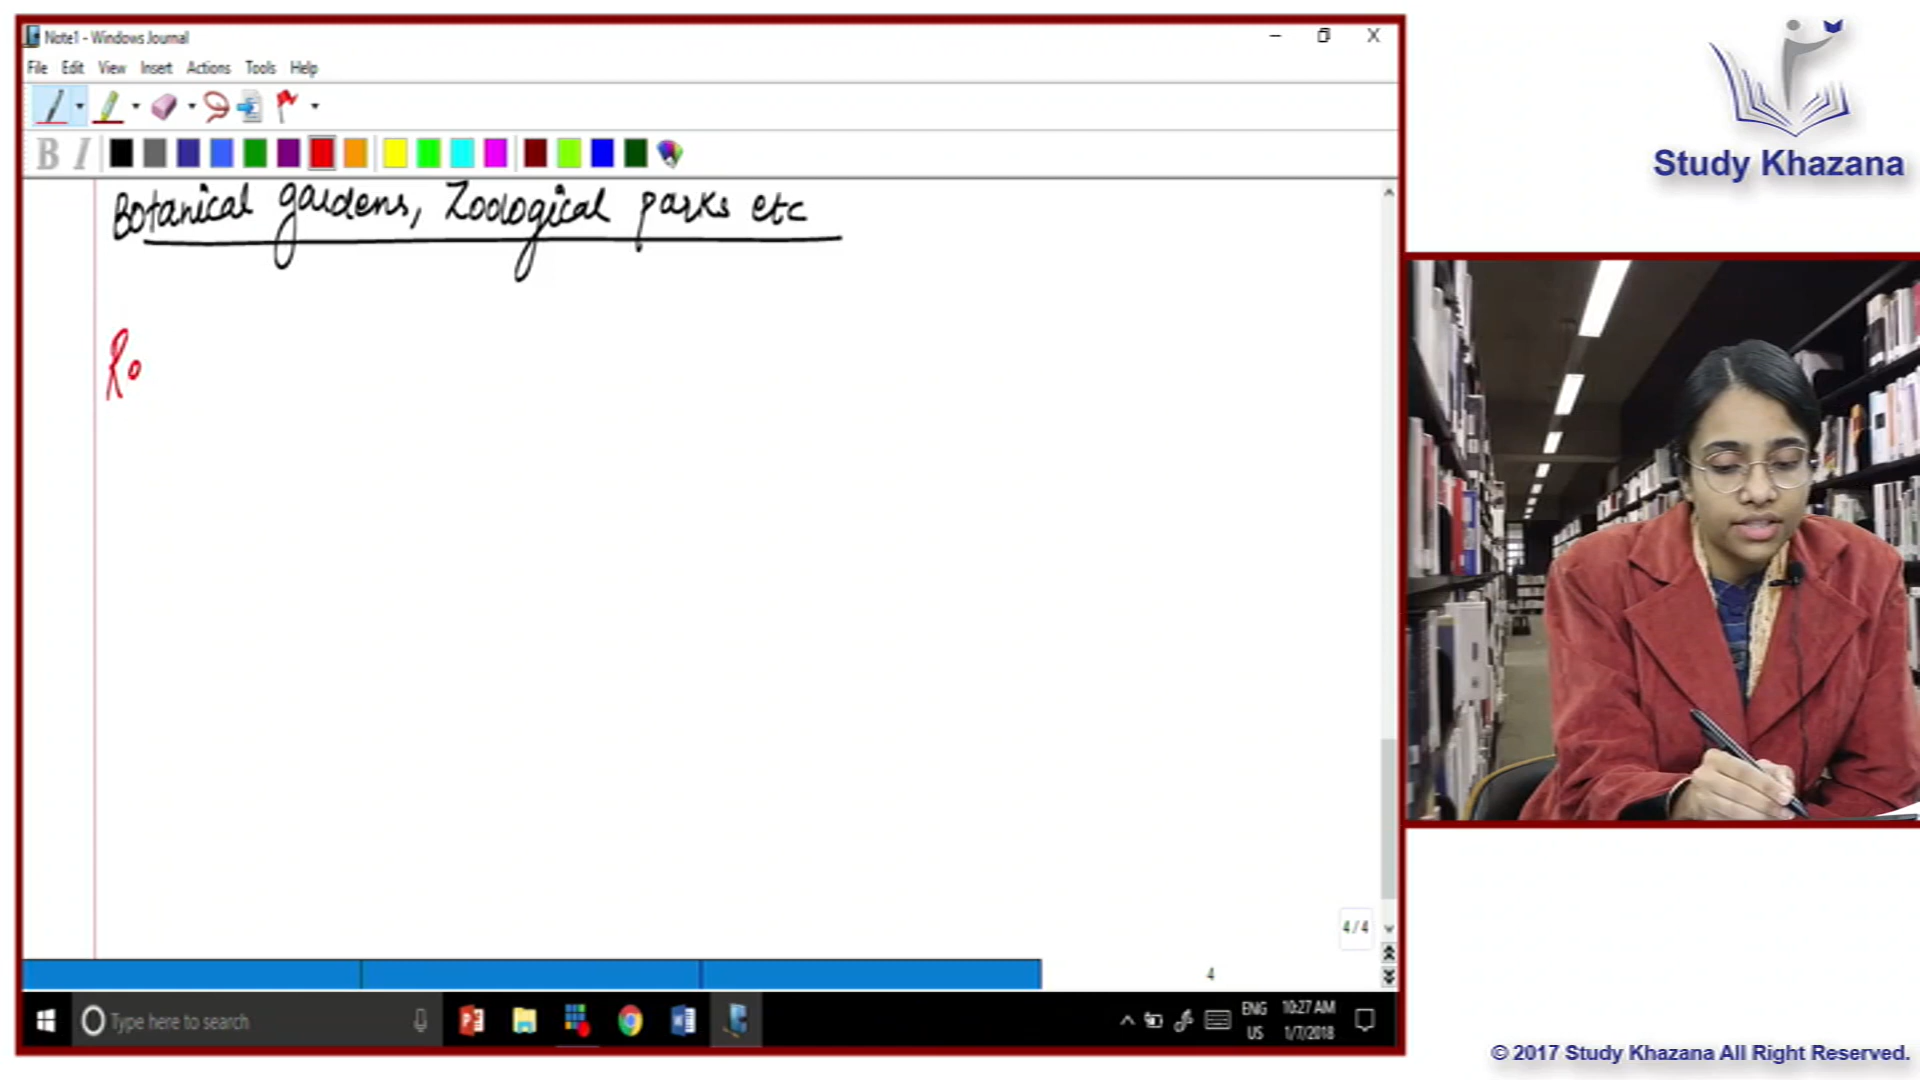 Note1 - Windows Journal
File Edit View Insert Actions Tools Help
B I
Study Khazana
Botanical gardens, Zoological parks etc
Ro
4 / 4
4
Type here to search
ENG
US
10:27 AM
1/7/2018
© 2017 Study Khazana All Right Reserved.